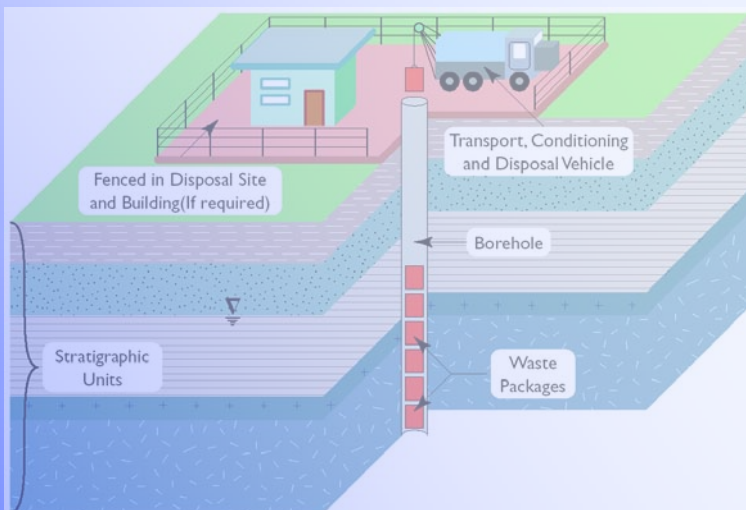 Transport, Conditioning
and Disposal Vehicle
Fenced in Disposal Site
and Building(If required)
Borehole
Stratigraphic
Units
Waste
Packages